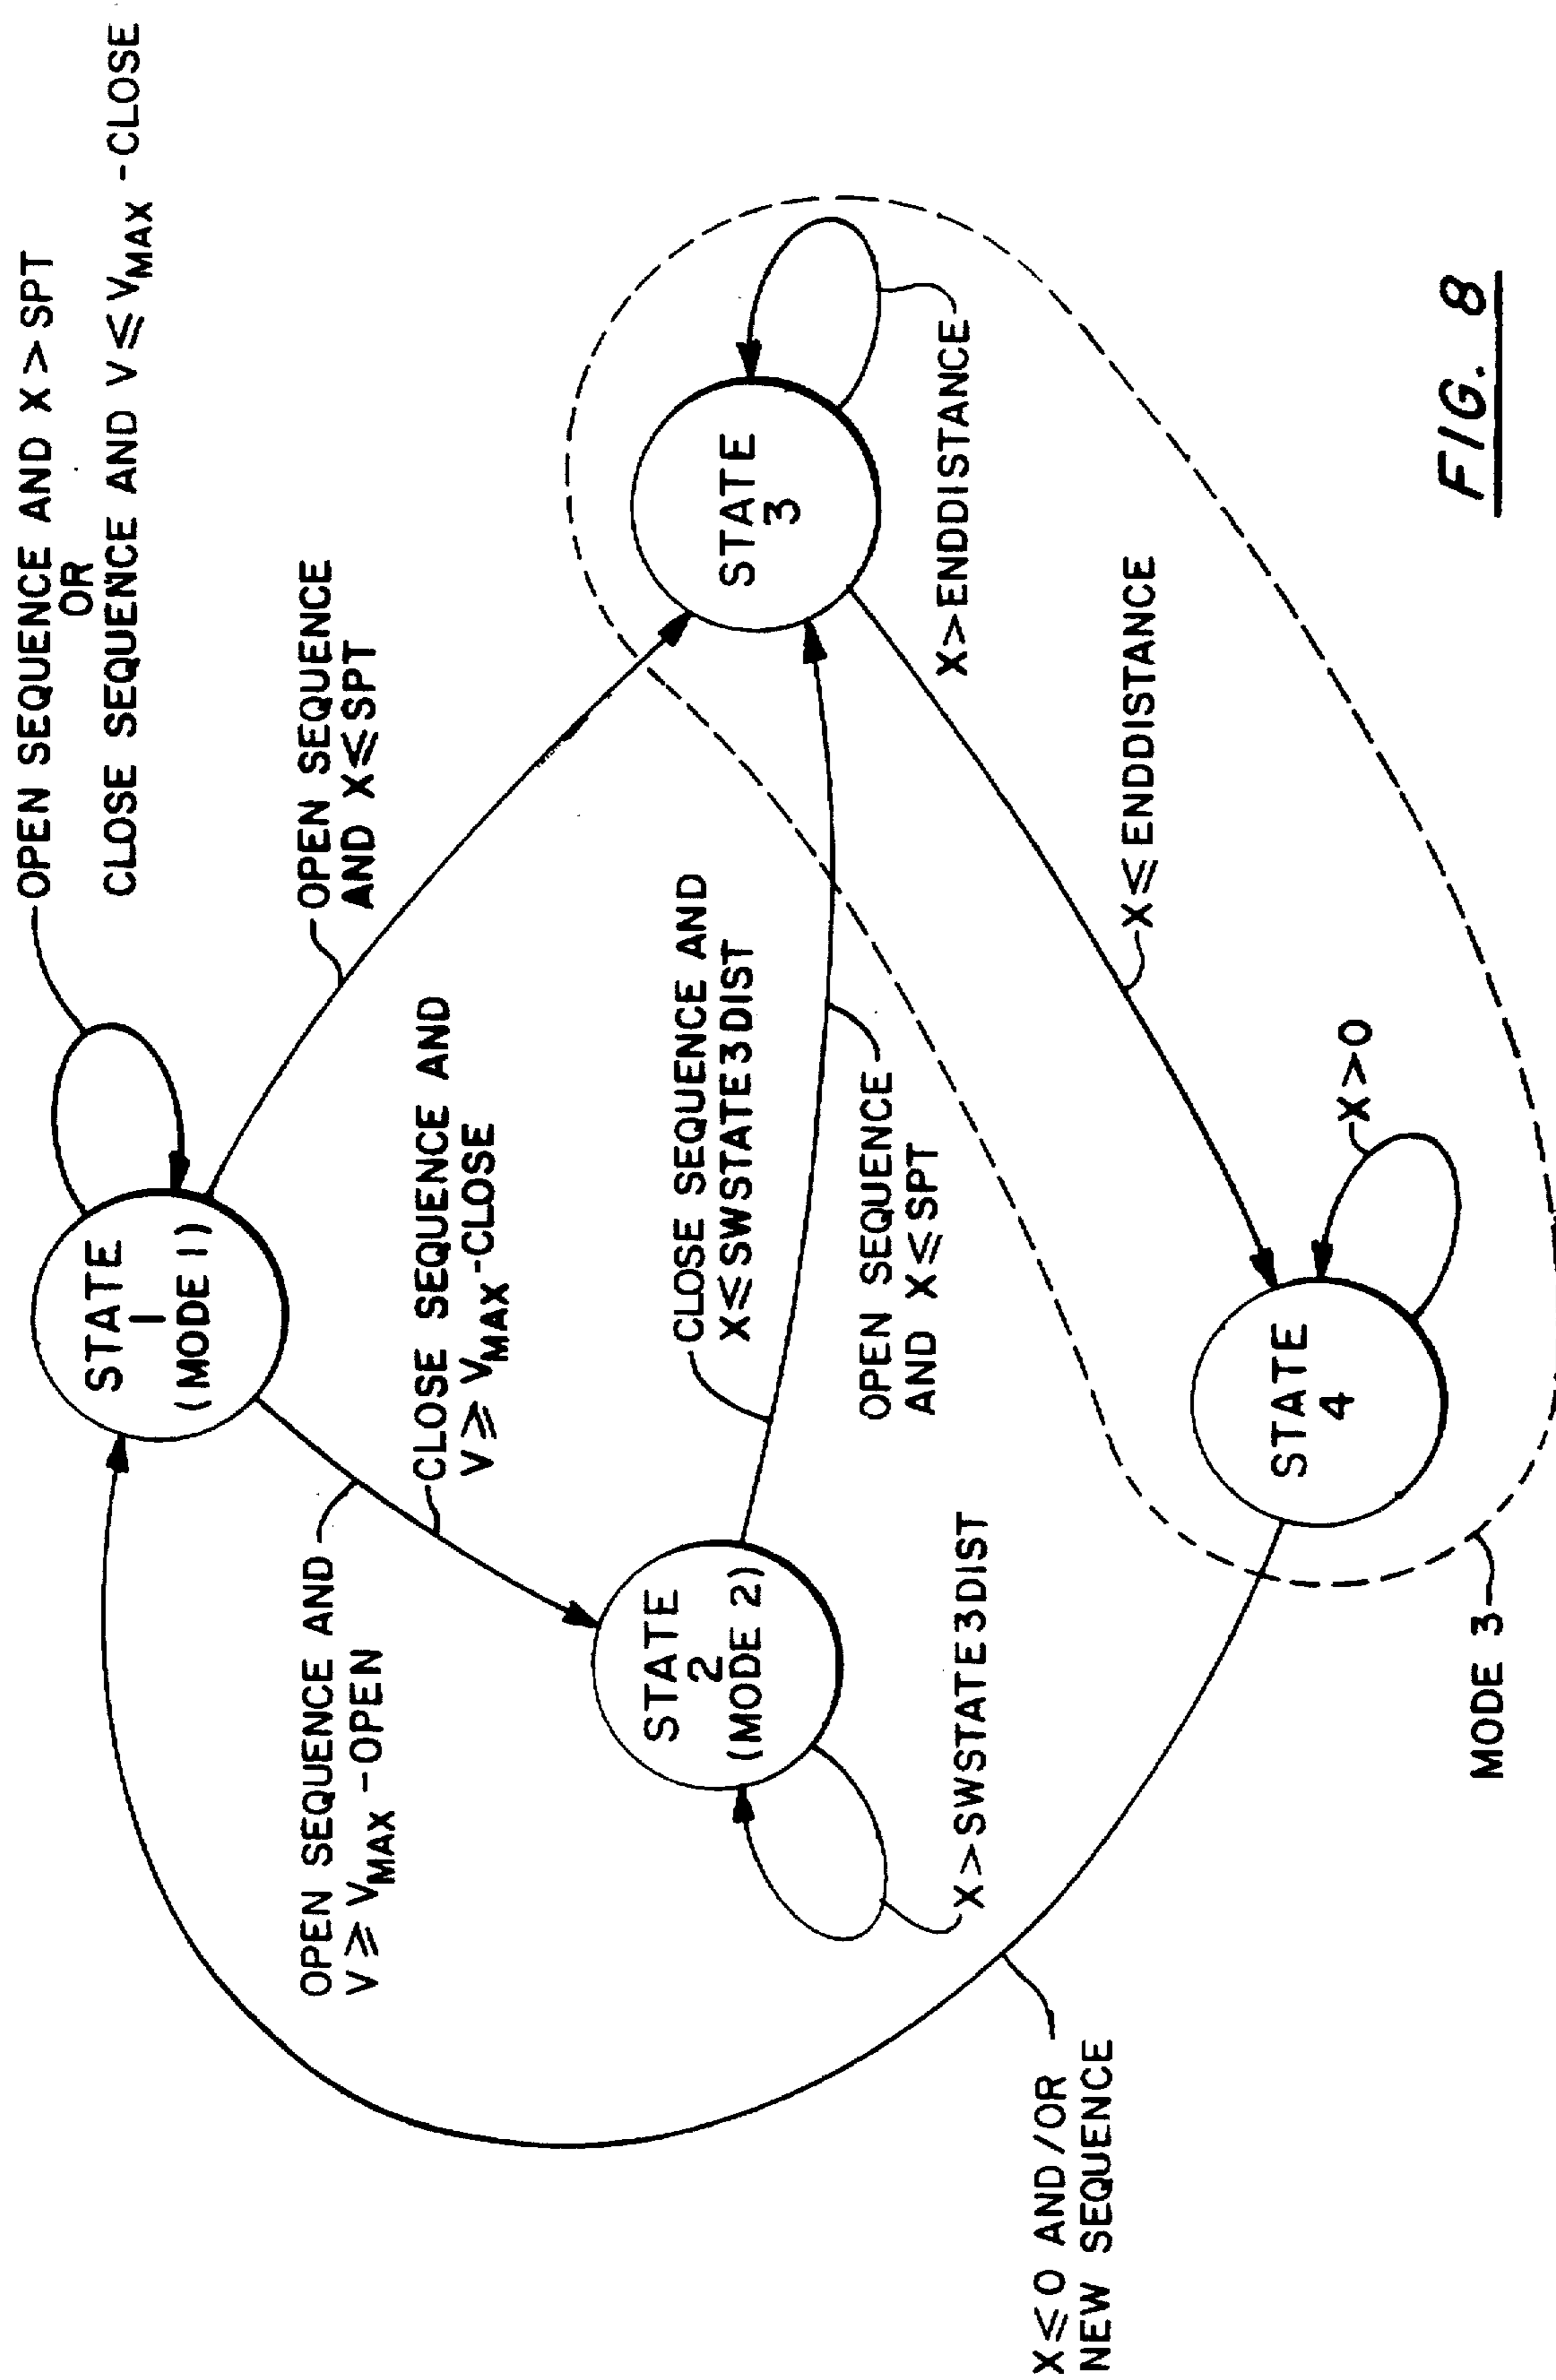 OPEN SEQUENCE AND X > SPT
OR
CLOSE SEQUENCE AND V ≤ VMAX -CLOSE
STATE
1
(MODE 1)
OPEN SEQUENCE
AND X ≤ SPT
OPEN SEQUENCE AND
V ≥ VMAX -OPEN
CLOSE SEQUENCE AND
V ≥ VMAX -CLOSE
STATE
2
(MODE 2)
CLOSE SEQUENCE AND
X ≤ SWSTATE3DIST
OPEN SEQUENCE
AND X ≤ SPT
STATE
3
X > ENDDISTANCE
X > SWSTATE3DIST
X ≤ ENDDISTANCE
X ≤ 0 AND/OR
NEW SEQUENCE
STATE
4
X > 0
MODE 3
FIG. 8